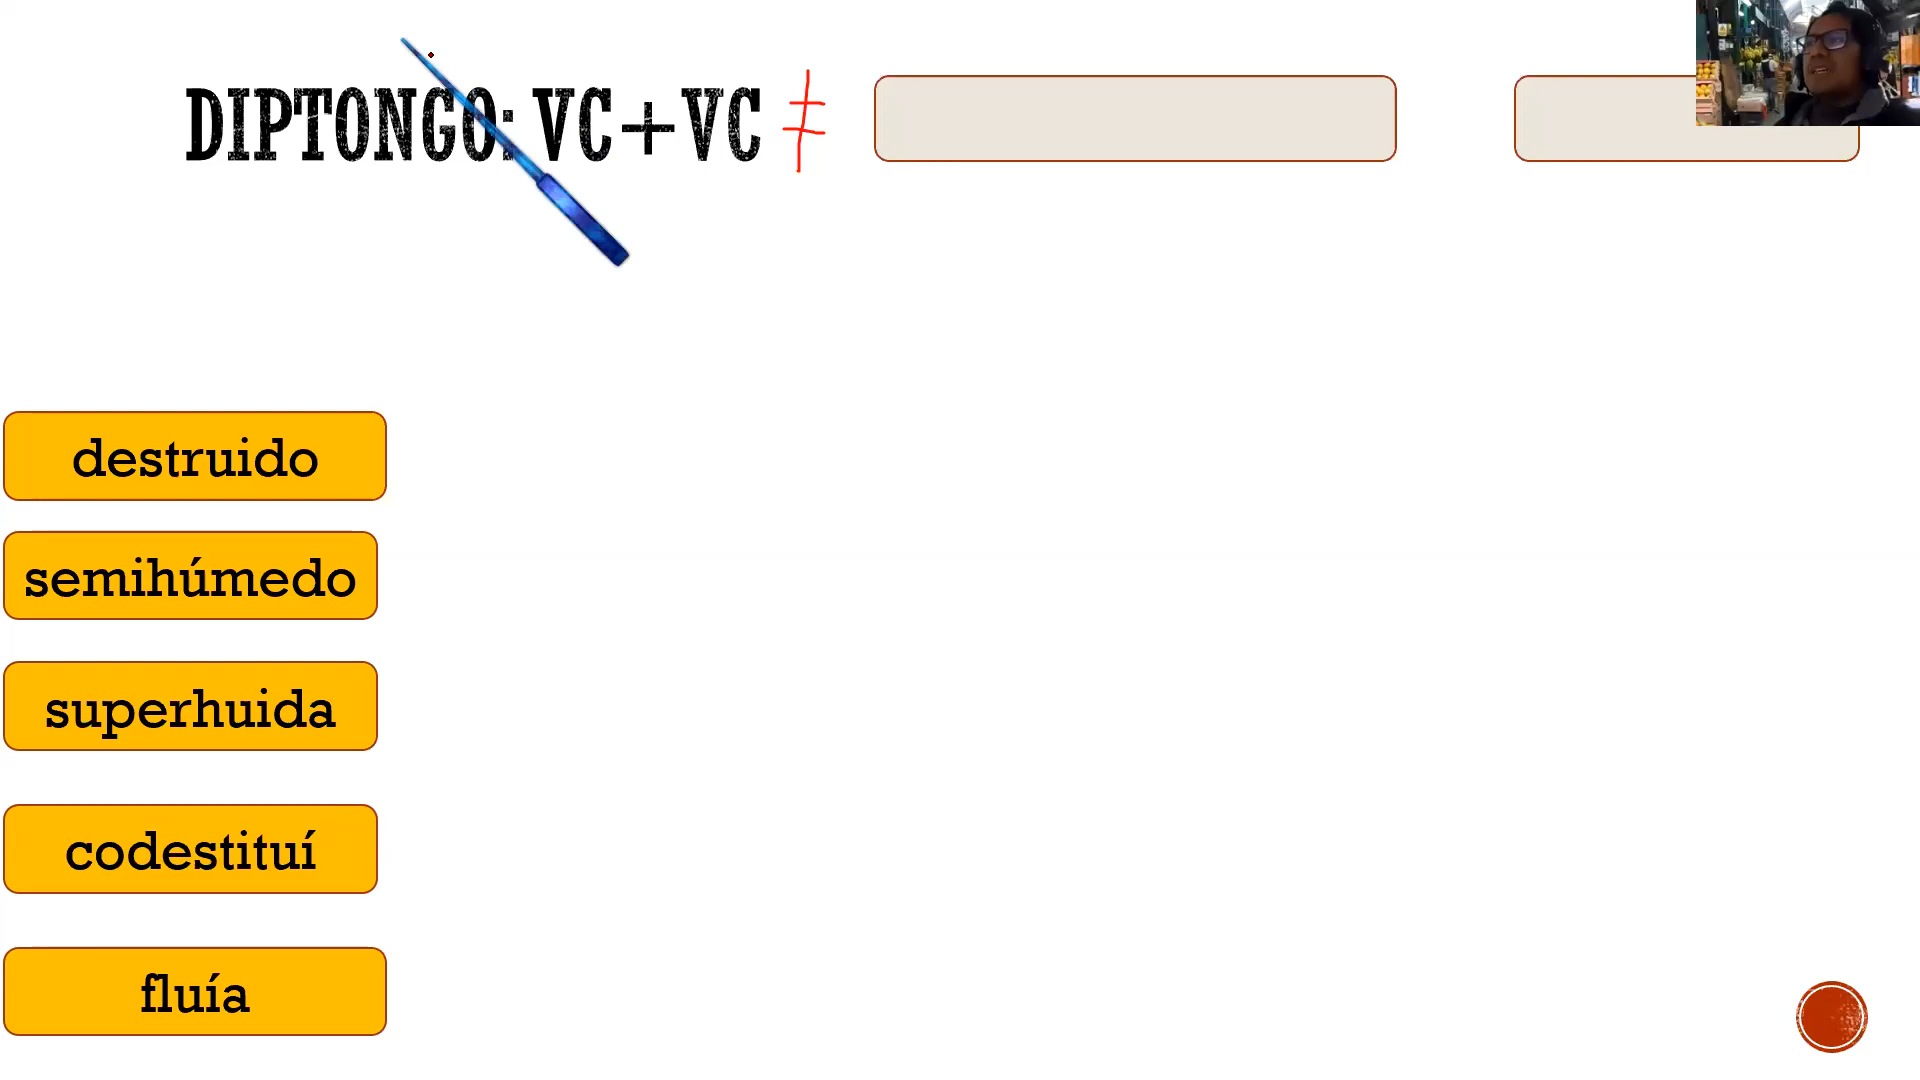 DIPTONGO: VC+VC ≠
destruido
semihúmedo
superhuida
codestituí
fluía